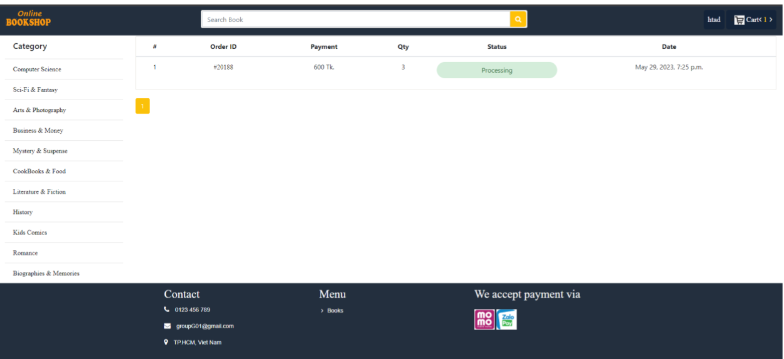 Online
BOOKSHOP
Search Book
htad
Cart< 1 >
Category
Computer Science
Sci-Fi & Fantasy
Arts & Photography
Business & Money
Mystery & Suspense
CookBooks & Food
Literature & Fiction
History
Kids Comics
Romance
Biographies & Memories
# Order ID Payment Qty Status Date
1 #20188 600 Tk. 3 Processing May 29, 2023, 7:25 p.m.
1
Contact
0123 456 789
groupG01@gmail.com
TP.HCM, Viet Nam
Menu
> Books
We accept payment via
mo
mo
Zalo
Pay